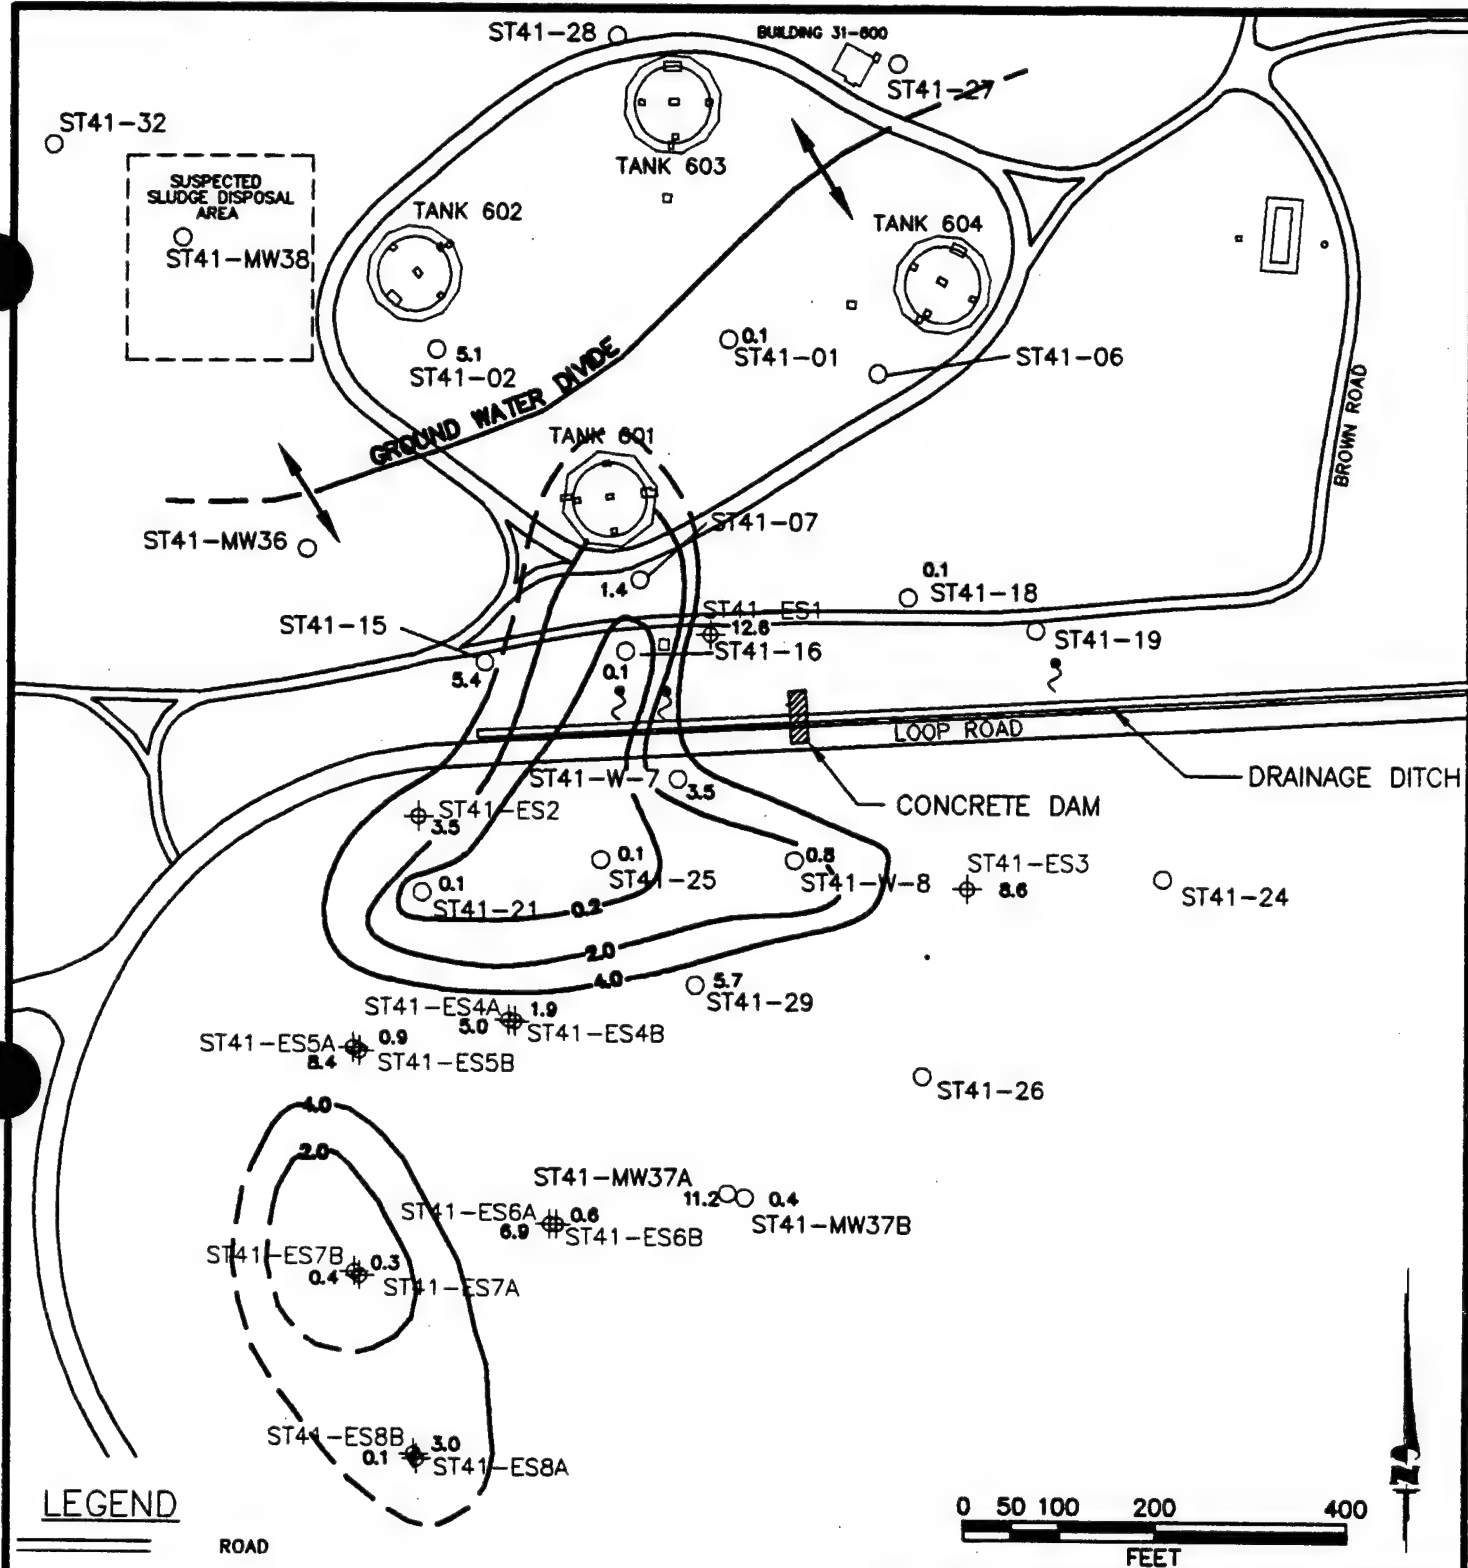 ST41-28
BUILDING 31-600
ST41-27
ST41-32
TANK 603
SUSPECTED
SLUDGE DISPOSAL
AREA
ST41-MW38
TANK 602
TANK 604
0.1
ST41-01
5.1
ST41-02
ST41-06
GROUND WATER DIVIDE
BROWN ROAD
TANK 601
ST41-07
ST41-MW36
1.4
0.1
ST41-18
ST41-ES1
12.6
ST41-15
ST41-16
ST41-19
5.4
0.1
LOOP ROAD
ST41-W-7
3.5
DRAINAGE DITCH
CONCRETE DAM
ST41-ES2
3.5
0.1
ST41-25
0.8
ST41-W-8
ST41-ES3
8.6
ST41-24
0.1
ST41-21
0.2
2.0
4.0
5.7
ST41-29
ST41-ES4A
1.9
5.0
ST41-ES4B
ST41-ES5A
0.9
8.4
ST41-ES5B
ST41-26
4.0
2.0
ST41-MW37A
11.2
0.4
ST41-MW37B
ST41-ES6A
0.6
6.9
ST41-ES6B
ST41-ES7B
0.3
0.4
ST41-ES7A
ST41-ES8B
3.0
0.1
ST41-ES8A
LEGEND
ROAD
0 50 100 200 400
FEET
N